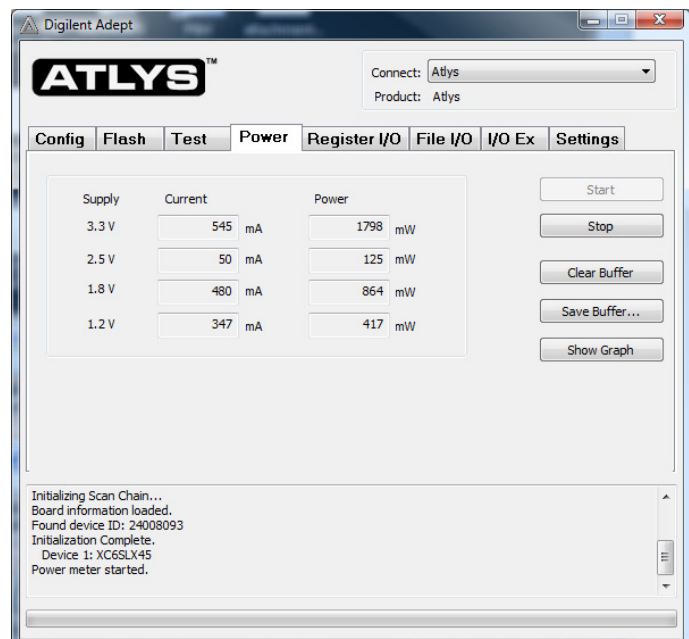 Digilent Adept
ATLYS™
Connect: Atlys
Product: Atlys
Config Flash Test Power Register I/O File I/O I/O Ex Settings
Supply Current Power
3.3 V 545 mA 1798 mW
2.5 V 50 mA 125 mW
1.8 V 480 mA 864 mW
1.2 V 347 mA 417 mW
Start
Stop
Clear Buffer
Save Buffer...
Show Graph
Initializing Scan Chain...
Board information loaded.
Found device ID: 24008093
Initialization Complete.
Device 1: XC6SLX45
Power meter started.